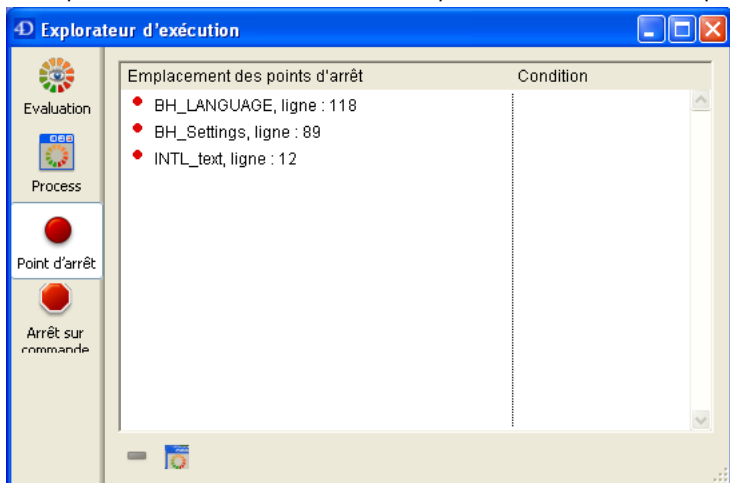 4D Explorateur d'exécution
Emplacement des points d'arrêt Condition
Evaluation
BH_LANGUAGE, ligne : 118
BH_Settings, ligne : 89
INTL_text, ligne : 12
Process
Point d'arrêt
Arrêt sur
commande